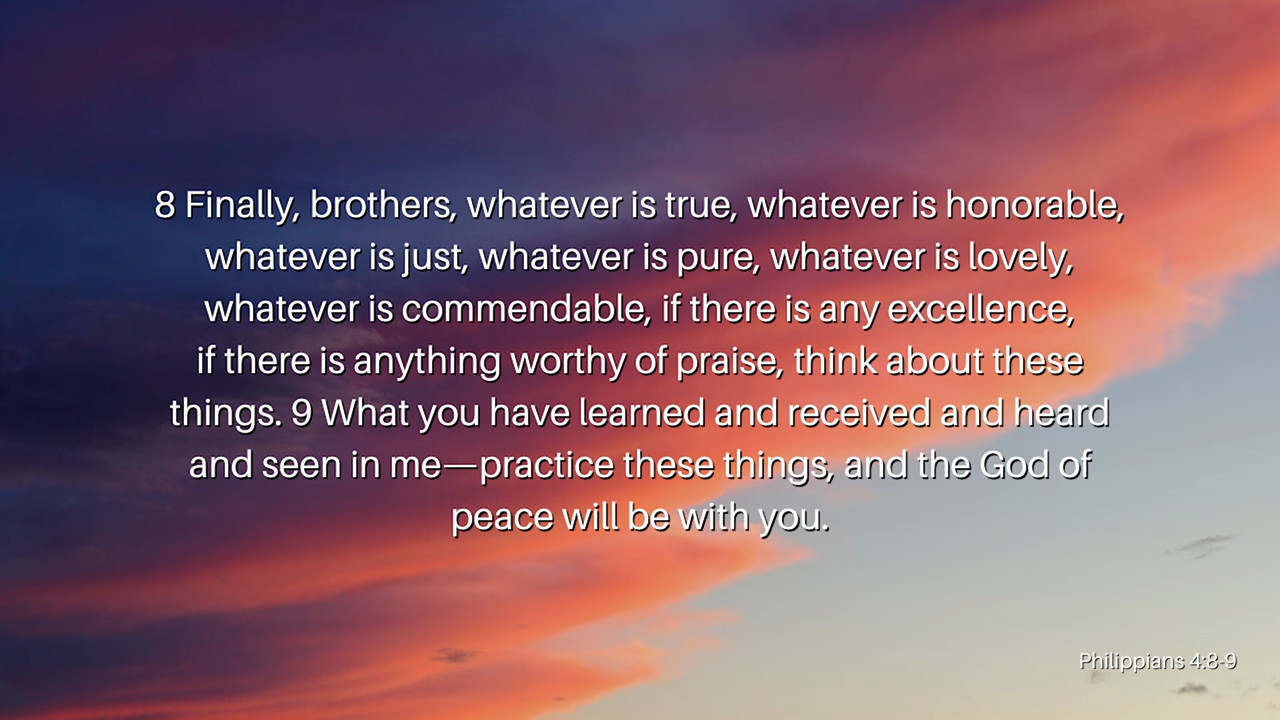 8 Finally, brothers, whatever is true, whatever is honorable,
whatever is just, whatever is pure, whatever is lovely,
whatever is commendable, if there is any excellence,
if there is anything worthy of praise, think about these
things. 9 What you have learned and received and heard
and seen in me—practice these things, and the God of
peace will be with you.
Philippians 4:8-9